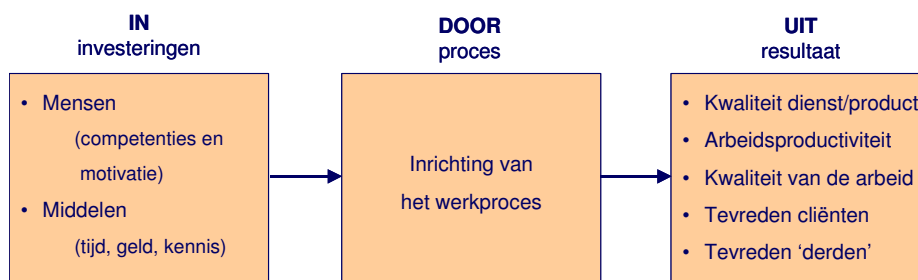 IN
investeringen
• Mensen
(competenties en
motivatie)
• Middelen
(tijd, geld, kennis)
DOOR
proces
Inrichting van
het werkproces
UIT
resultaat
• Kwaliteit dienst/product
• Arbeidsproductiviteit
• Kwaliteit van de arbeid
• Tevreden cliënten
• Tevreden ‘derden’